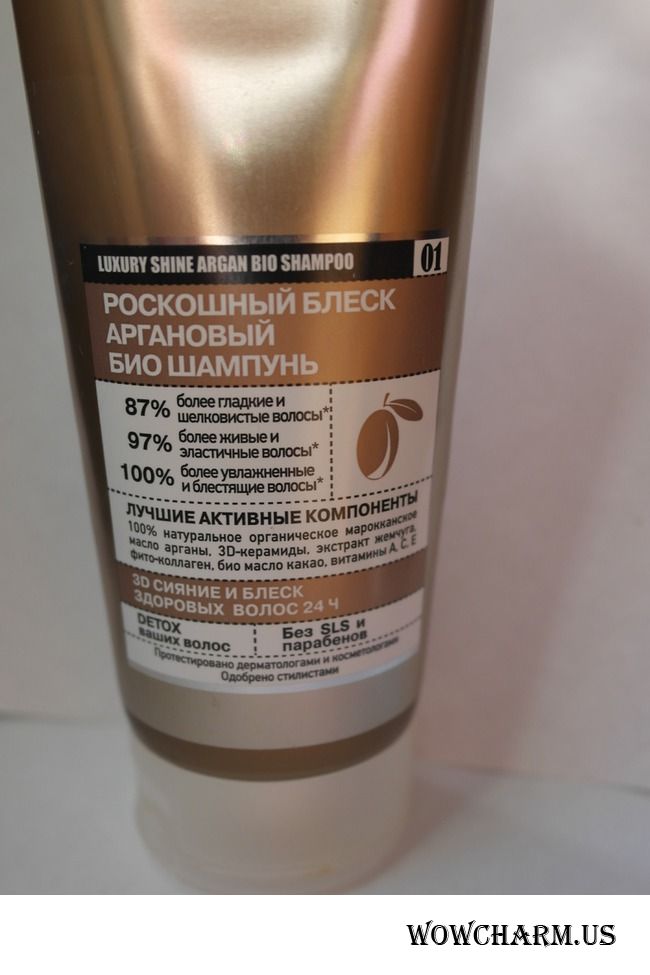 LUXURY SHINE ARGAN BIO SHAMPOO 01
РОСКОШНЫЙ БЛЕСК
АРГАНОВЫЙ
БИО ШАМПУНЬ
87% более гладкие и
шелковистые волосы*
97% более живые и
эластичные волосы*
100% более увлажненные
и блестящие волосы*
ЛУЧШИЕ АКТИВНЫЕ КОМПОНЕНТЫ
100% натуральное органическое марокканское
масло арганы, 3D-керамиды, экстракт жемчуга,
фито-коллаген, био масло какао, витамины А, С, Е
3D СИЯНИЕ И БЛЕСК
ЗДОРОВЫХ ВОЛОС 24 Ч
DETOX
ваших волос
Без SLS и
парабенов
Протестировано дерматологами и косметологами
Одобрено стилистами
WOWCHARM.US